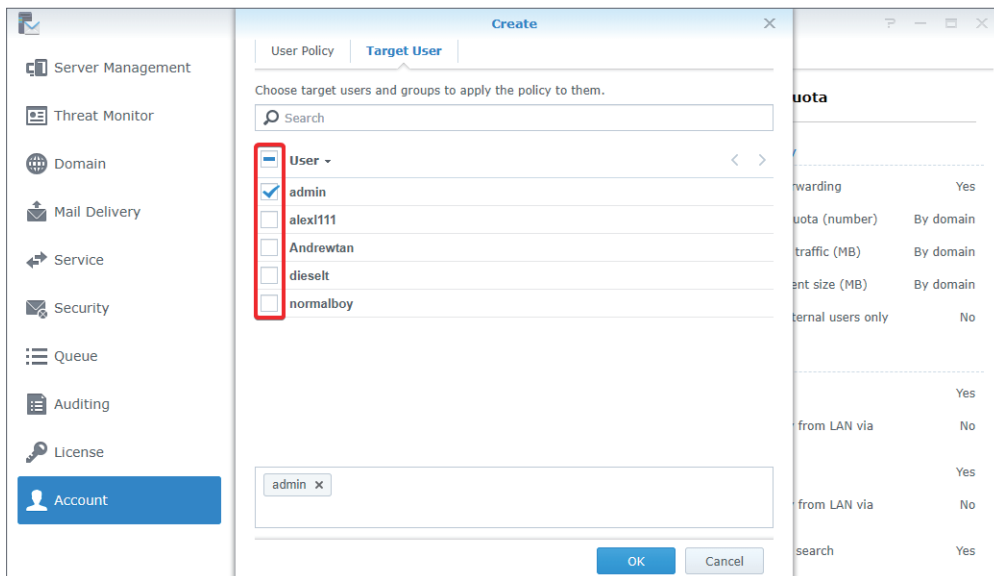 Create
Server Management
Threat Monitor
Domain
Mail Delivery
Service
Security
Queue
Auditing
License
Account
User Policy
Target User
Choose target users and groups to apply the policy to them.
Search
User
admin
alexl111
Andrewtan
dieselt
normalboy
admin x
OK
Cancel
uota
rwarding Yes
uota (number) By domain
traffic (MB) By domain
ent size (MB) By domain
ternal users only No
Yes
from LAN via No
Yes
from LAN via No
search Yes